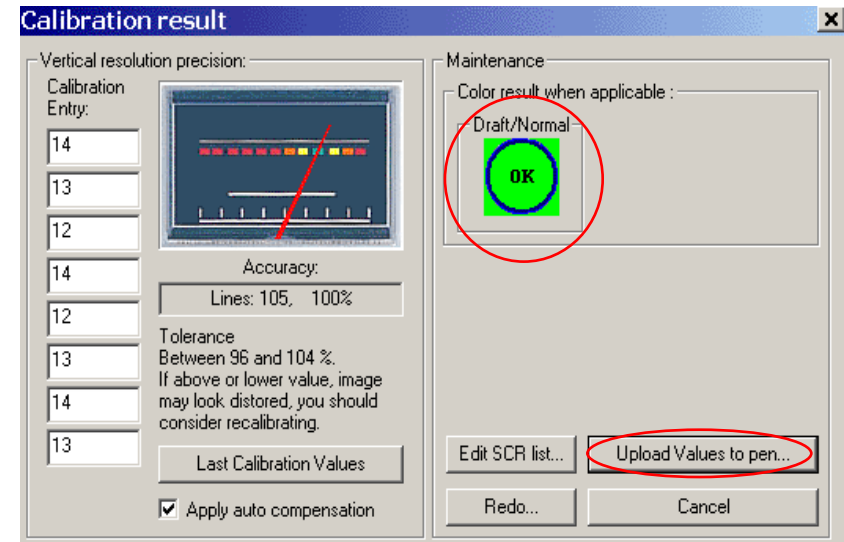 Calibration result
Vertical resolution precision:
Calibration
Entry:
14
13
12
14
12
13
14
13
Accuracy:
Lines: 105, 100%
Tolerance
Between 96 and 104 %.
If above or lower value, image
may look distored, you should
consider recalibrating.
Last Calibration Values
Apply auto compensation
Maintenance
Color result when applicable :
Draft/Normal
OK
Edit SCR list...
Upload Values to pen...
Redo...
Cancel